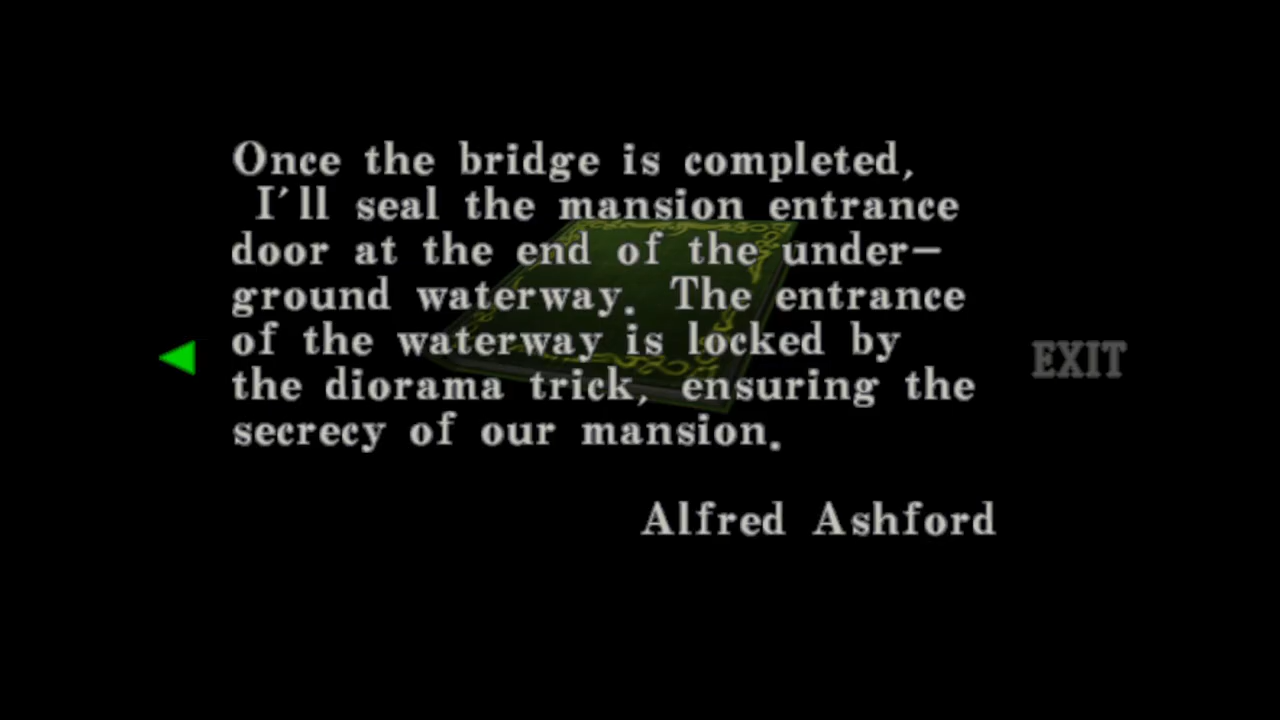 Once the bridge is completed,
I'll seal the mansion entrance
door at the end of the under-
ground waterway. The entrance
of the waterway is locked by
the diorama trick, ensuring the
secrecy of our mansion.
EXIT
Alfred Ashford